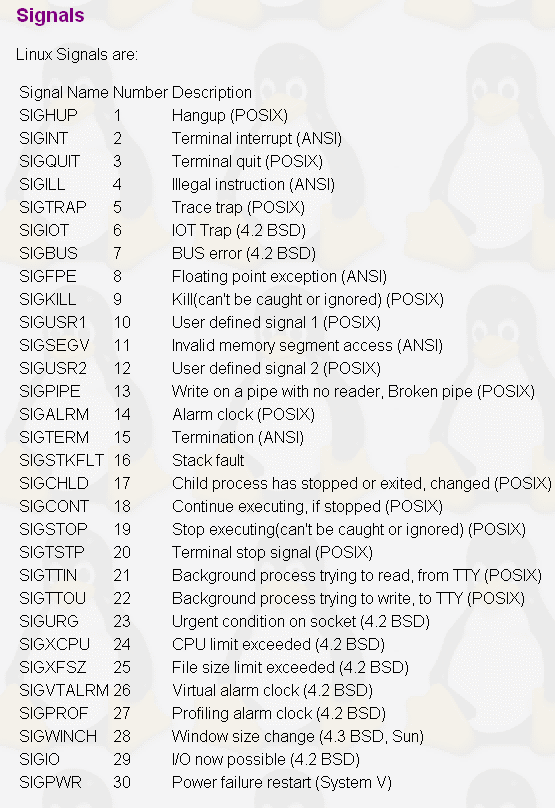 Signals
Linux Signals are:
Signal Name Number Description
SIGHUP 1 Hangup (POSIX)
SIGINT 2 Terminal interrupt (ANSI)
SIGQUIT 3 Terminal quit (POSIX)
SIGILL 4 Illegal instruction (ANSI)
SIGTRAP 5 Trace trap (POSIX)
SIGIOT 6 IOT Trap (4.2 BSD)
SIGBUS 7 BUS error (4.2 BSD)
SIGFPE 8 Floating point exception (ANSI)
SIGKILL 9 Kill(can't be caught or ignored) (POSIX)
SIGUSR1 10 User defined signal 1 (POSIX)
SIGSEGV 11 Invalid memory segment access (ANSI)
SIGUSR2 12 User defined signal 2 (POSIX)
SIGPIPE 13 Write on a pipe with no reader, Broken pipe (POSIX)
SIGALRM 14 Alarm clock (POSIX)
SIGTERM 15 Termination (ANSI)
SIGSTKFLT 16 Stack fault
SIGCHLD 17 Child process has stopped or exited, changed (POSIX)
SIGCONT 18 Continue executing, if stopped (POSIX)
SIGSTOP 19 Stop executing(can't be caught or ignored) (POSIX)
SIGTSTP 20 Terminal stop signal (POSIX)
SIGTTIN 21 Background process trying to read, from TTY (POSIX)
SIGTTOU 22 Background process trying to write, to TTY (POSIX)
SIGURG 23 Urgent condition on socket (4.2 BSD)
SIGXCPU 24 CPU limit exceeded (4.2 BSD)
SIGXFSZ 25 File size limit exceeded (4.2 BSD)
SIGVTALRM 26 Virtual alarm clock (4.2 BSD)
SIGPROF 27 Profiling alarm clock (4.2 BSD)
SIGWINCH 28 Window size change (4.3 BSD, Sun)
SIGIO 29 I/O now possible (4.2 BSD)
SIGPWR 30 Power failure restart (System V)